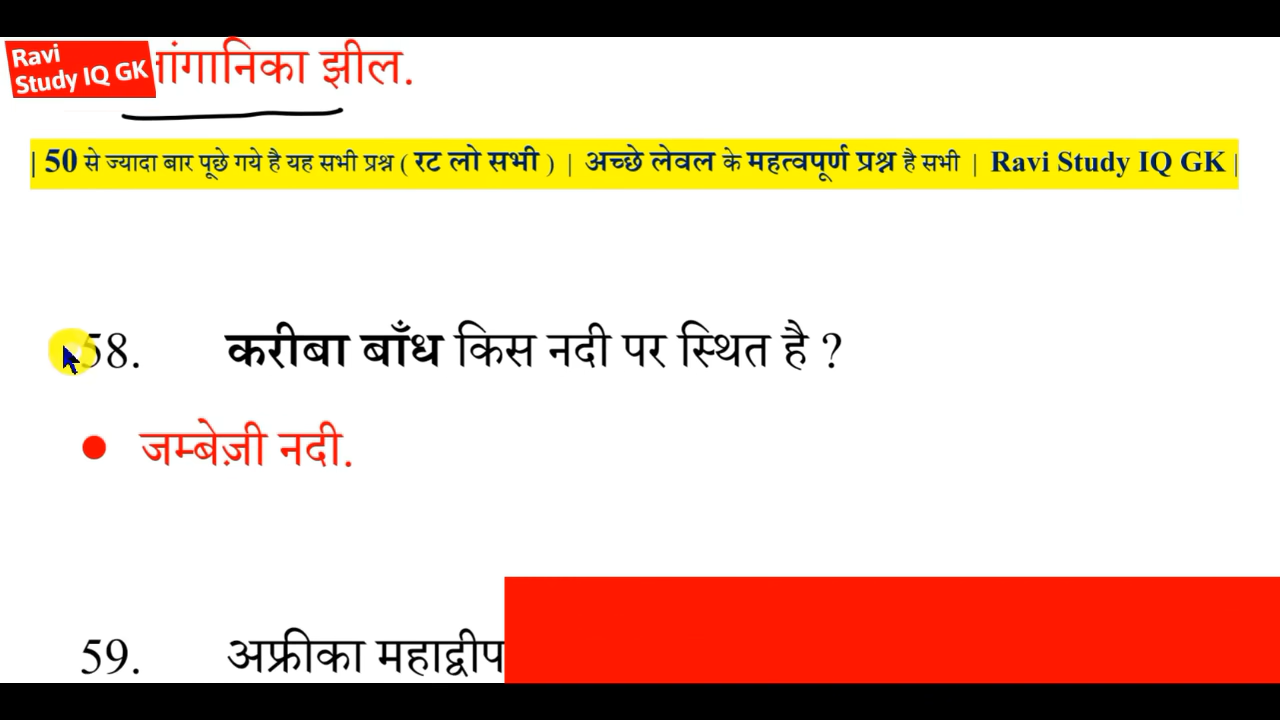 Ravi
Study IQ GK
झील.
| 50 से ज्यादा बार पूछे गये है यह सभी प्रश्न ( रट लो सभी ) | अच्छे लेवल के महत्वपूर्ण प्रश्न है सभी | Ravi Study IQ GK |
58. करीबा बाँध किस नदी पर स्थित है ?
जम्बेज़ी नदी.
59. अफ्रीका महाद्वीप